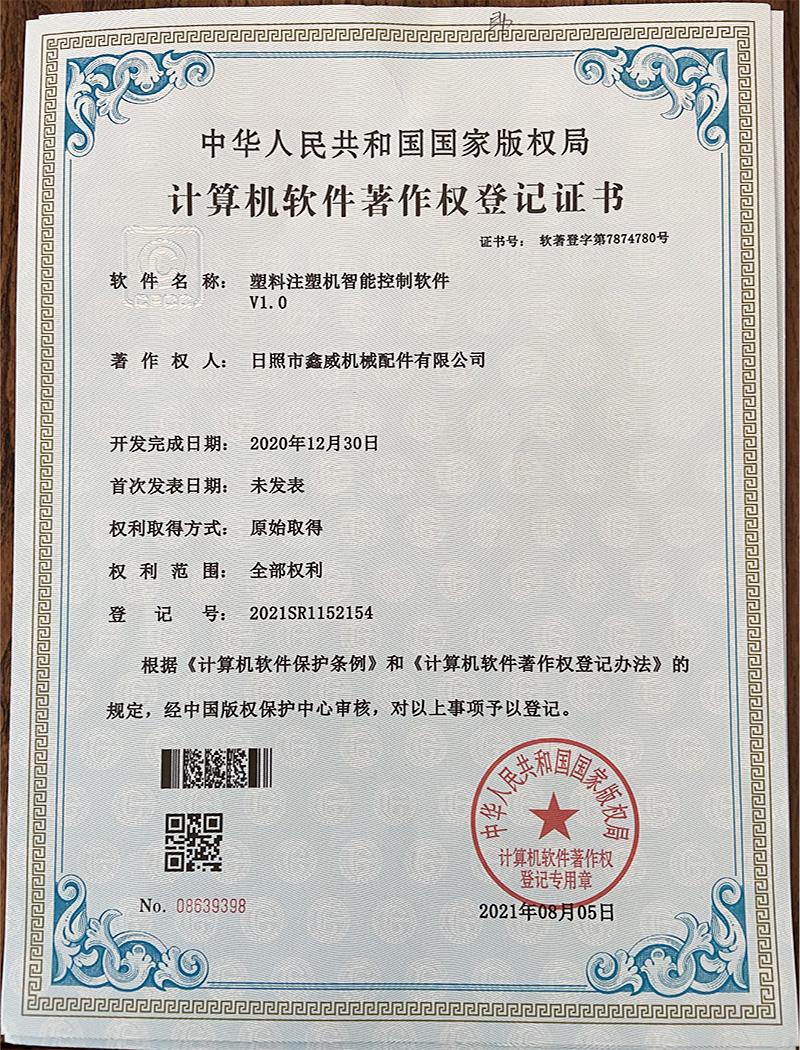 中华人民共和国国家版权局
计算机软件著作权登记证书
证书号： 软著登字第7874780号
软件名称： 塑料注塑机智能控制软件
V1.0
著作权人： 日照市鑫威机械配件有限公司
开发完成日期： 2020年12月30日
首次发表日期： 未发表
权利取得方式： 原始取得
权利范围： 全部权利
登记号： 2021SR1152154
根据《计算机软件保护条例》和《计算机软件著作权登记办法》的
规定，经中国版权保护中心审核，对以上事项予以登记。
中华人民共和国国家版权局
计算机软件著作权
登记专用章
No. 08639398
2021年08月05日